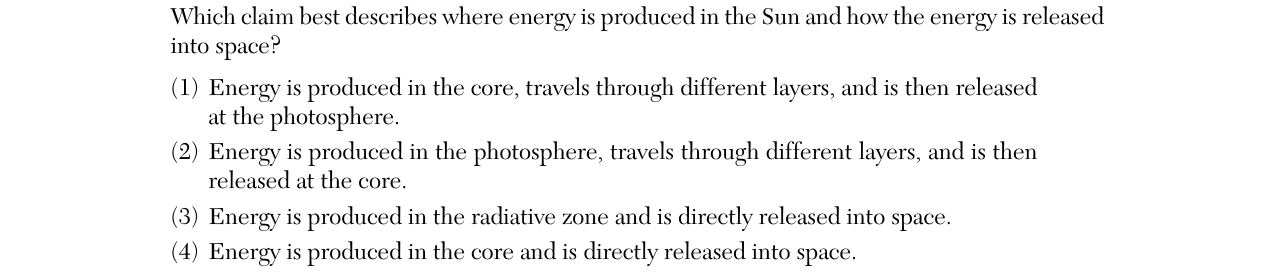 Which claim best describes where energy is produced in the Sun and how the energy is released
into space?
(1) Energy is produced in the core, travels through different layers, and is then released
at the photosphere.
(2) Energy is produced in the photosphere, travels through different layers, and is then
released at the core.
(3) Energy is produced in the radiative zone and is directly released into space.
(4) Energy is produced in the core and is directly released into space.